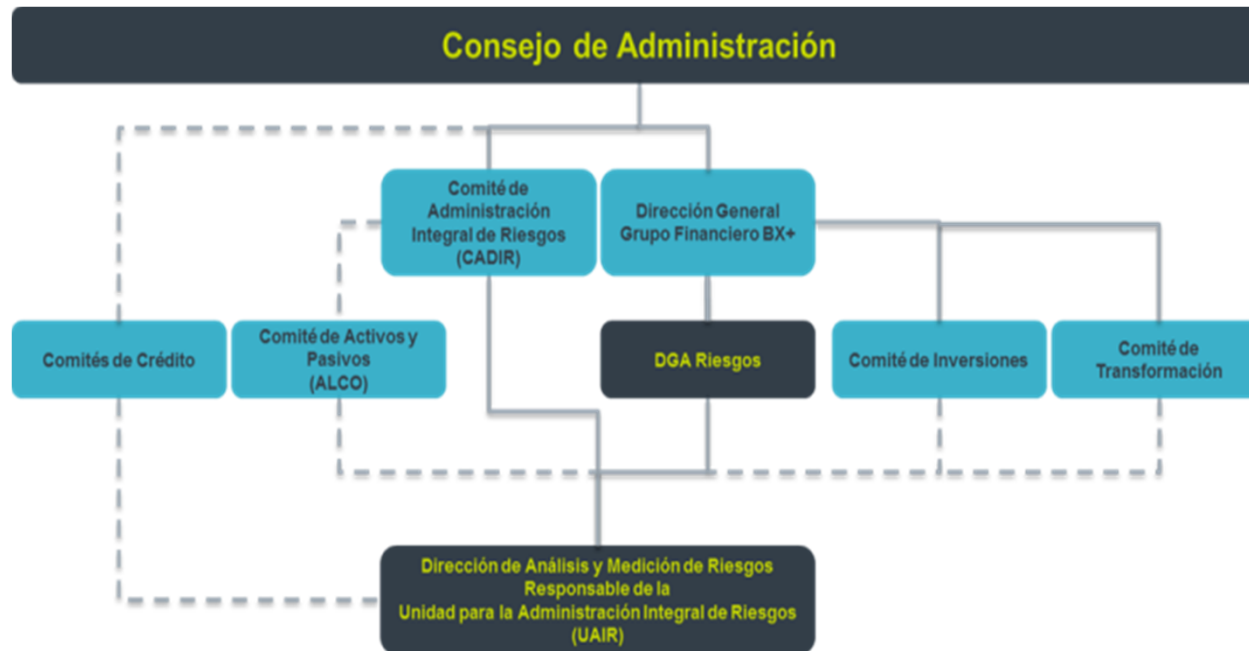 Consejo de Administración
Comité de
Administración
Integral de Riesgos
(CADIR)
Dirección General
Grupo Financiero BX+
Comités de Crédito
Comité de Activos y
Pasivos
(ALCO)
DGA Riesgos
Comité de Inversiones
Comité de
Transformación
Dirección de Análisis y Medición de Riesgos
Responsable de la
Unidad para la Administración Integral de Riesgos
(UAIR)